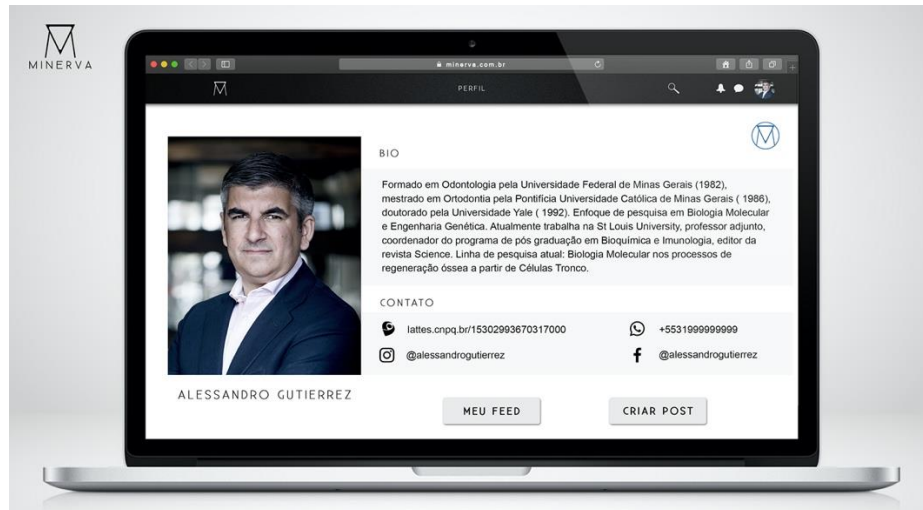 MINERVA
minerva.com.br
PERFIL
BIO
Formado em Odontologia pela Universidade Federal de Minas Gerais (1982),
mestrado em Ortodontia pela Pontifícia Universidade Católica de Minas Gerais ( 1986),
doutorado pela Universidade Yale ( 1992). Enfoque de pesquisa em Biologia Molecular
e Engenharia Genética. Atualmente trabalha na St Louis University, professor adjunto,
coordenador do programa de pós graduação em Bioquímica e Imunologia, editor da
revista Science. Linha de pesquisa atual: Biologia Molecular nos processos de
regeneração óssea a partir de Células Tronco.
CONTATO
lattes.cnpq.br/15302993670317000
+5531999999999
@alessandrogutierrez
@alessandrogutierrez
ALESSANDRO GUTIERREZ
MEU FEED
CRIAR POST